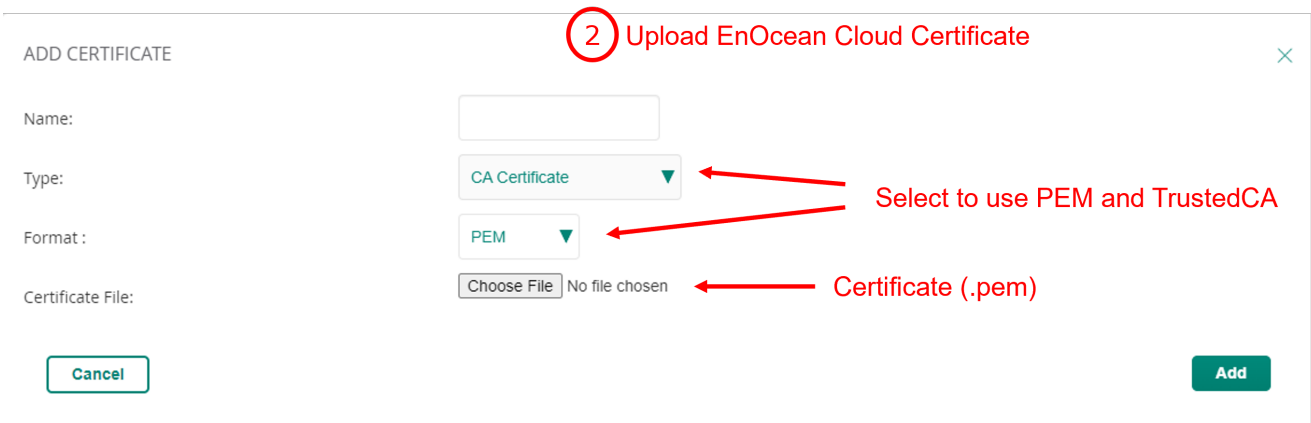 2 Upload EnOcean Cloud Certificate
ADD CERTIFICATE
Name:
Type:
CA Certificate
Select to use PEM and TrustedCA
Format :
PEM
Certificate File:
Choose File No file chosen
Certificate (.pem)
Cancel
Add